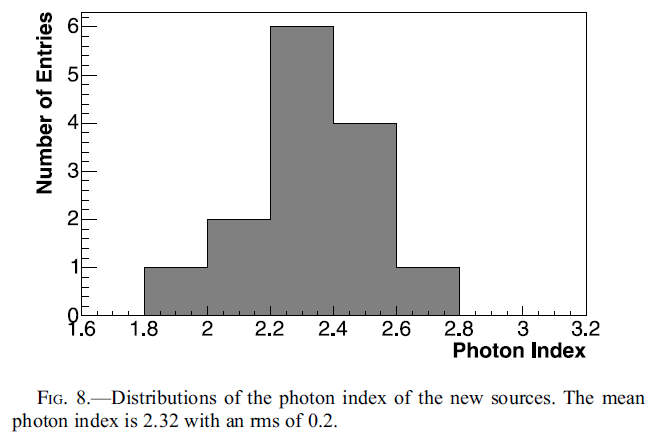 Number of Entries
6
5
4
3
2
1
0
1.6 1.8 2 2.2 2.4 2.6 2.8 3 3.2
Photon Index
FIG. 8.—Distributions of the photon index of the new sources. The mean
photon index is 2.32 with an rms of 0.2.